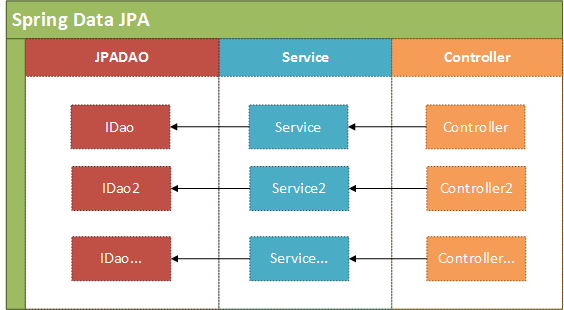 Spring Data JPA
JPADAO Service Controller
IDao Service Controller
IDao2 Service2 Controller2
IDao... Service... Controller...